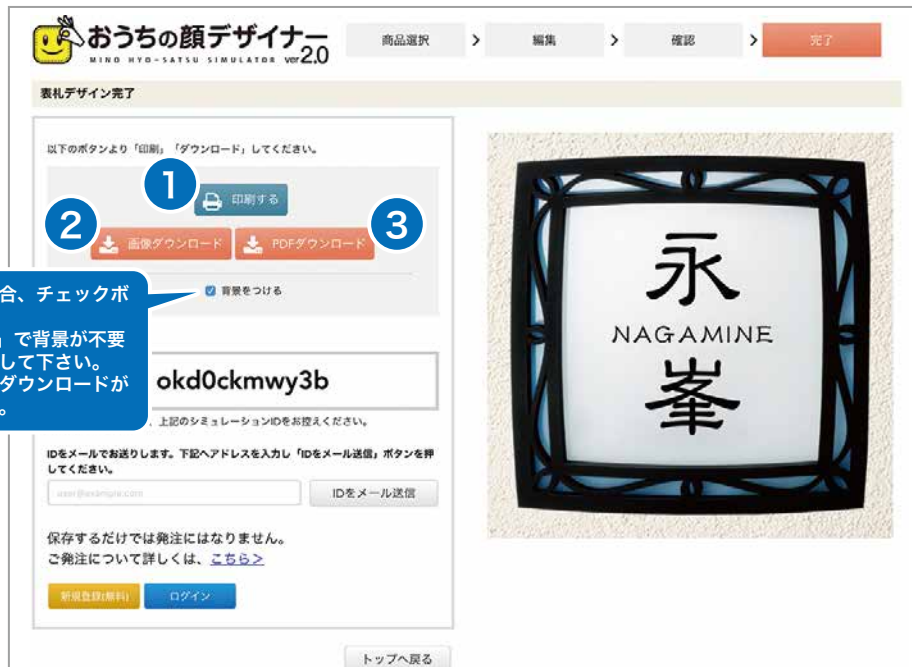 おうちの顔デザイナー
MINO HYO-SATSU SIMULATOR ver2.0
商品選択 > 編集 > 確認 > 完了
表札デザイン完了
以下のボタンより「印刷」「ダウンロード」してください。
1
印刷する
2
画像ダウンロード
PDFダウンロード
3
背景をつける
合、チェックボ
」で背景が不要
して下さい。
ダウンロードが
。
okd0ckmwy3b
、上記のシミュレーションIDをお控えください。
IDをメールでお送りします。下記へアドレスを入力し「IDをメール送信」ボタンを押
してください。
user@example.com
IDをメール送信
保存するだけでは発注にはなりません。
ご発注について詳しくは、こちら>
新規登録(無料)
ログイン
トップへ戻る
永
NAGAMINE
峯